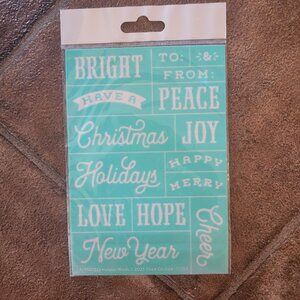 BRIGHT
TO: -&-
FROM:
HAVE A
PEACE
Christmas
JOY
Holidays
HAPPY
MERRY
LOVE
HOPE
Cheer
New Year